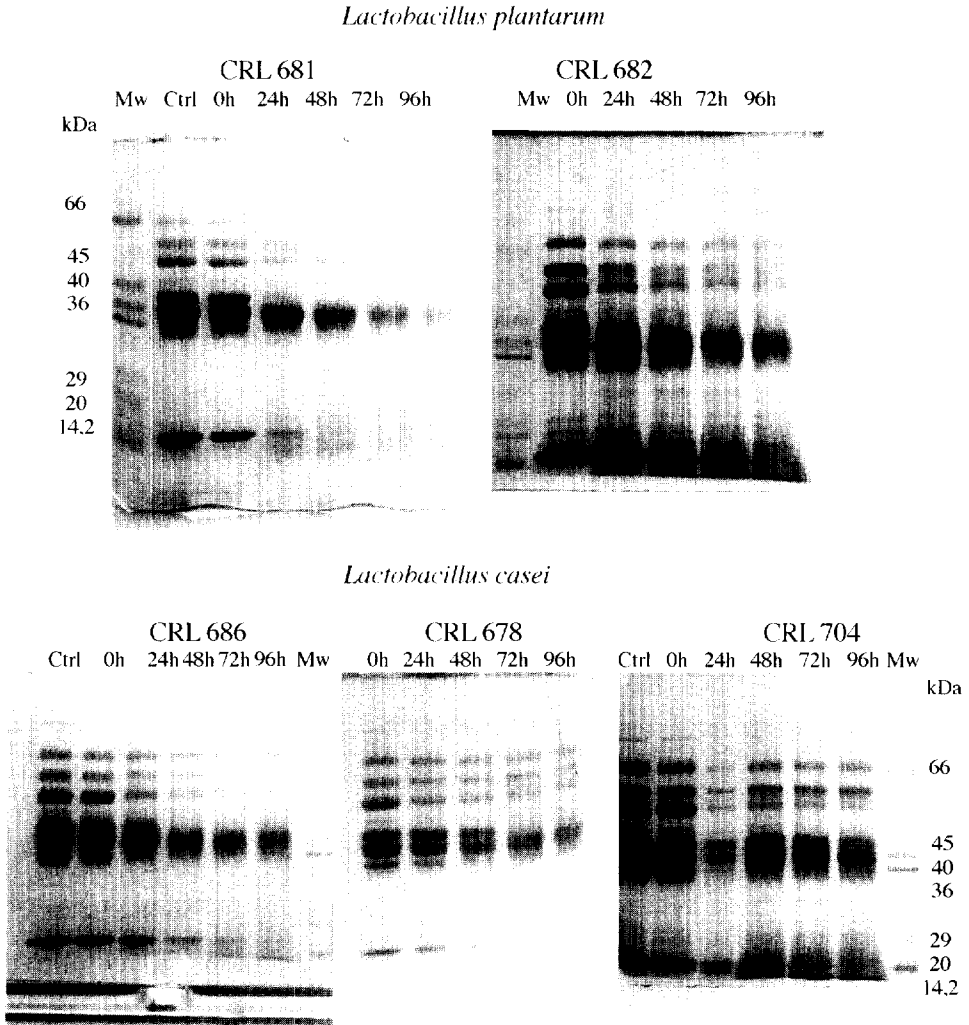 Lactobacillus plantarum
CRL 681
CRL 682
Mw Ctrl 0h 24h 48h 72h 96h
Mw 0h 24h 48h 72h 96h
kDa
66
45
40
36
29
20
14.2
Lactobacillus casei
CRL 686
CRL 678
CRL 704
Ctrl 0h 24h 48h 72h 96h Mw
0h 24h 48h 72h 96h
Ctrl 0h 24h 48h 72h 96h Mw
kDa
66
45
40
36
29
20
14.2